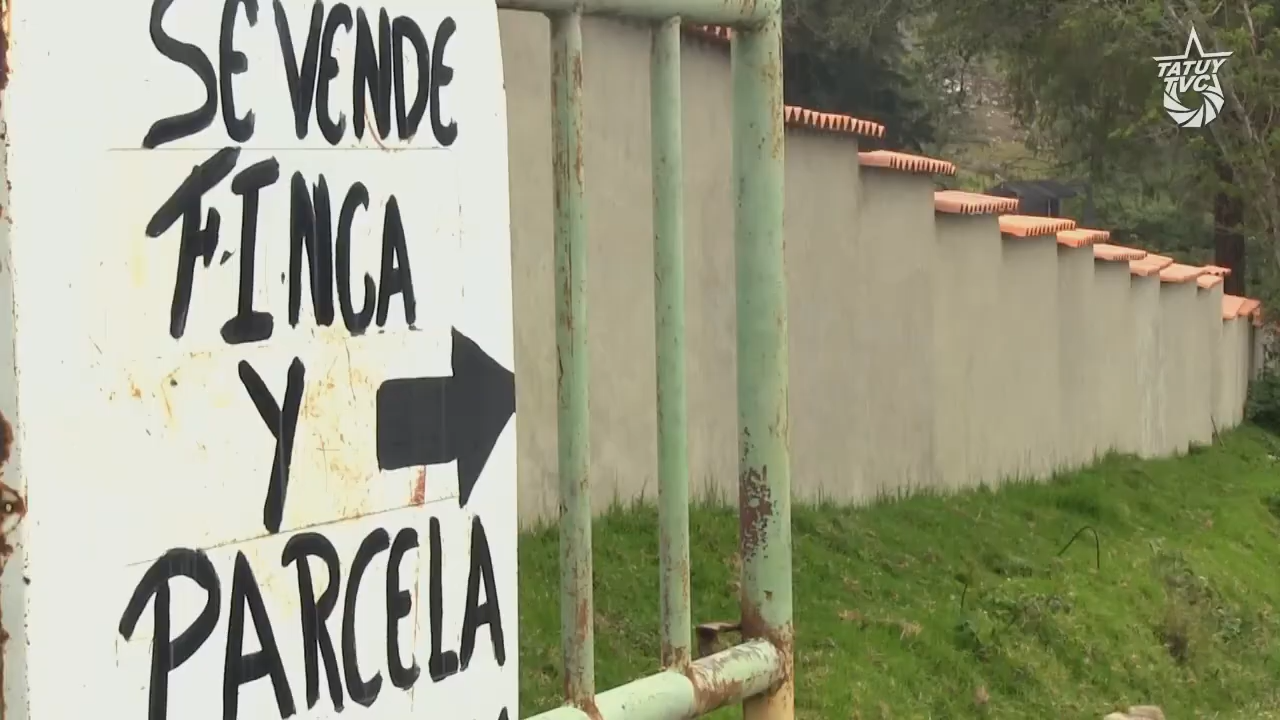 SE VENDE
FINCA
Y
PARCELA
TATUY
TVC